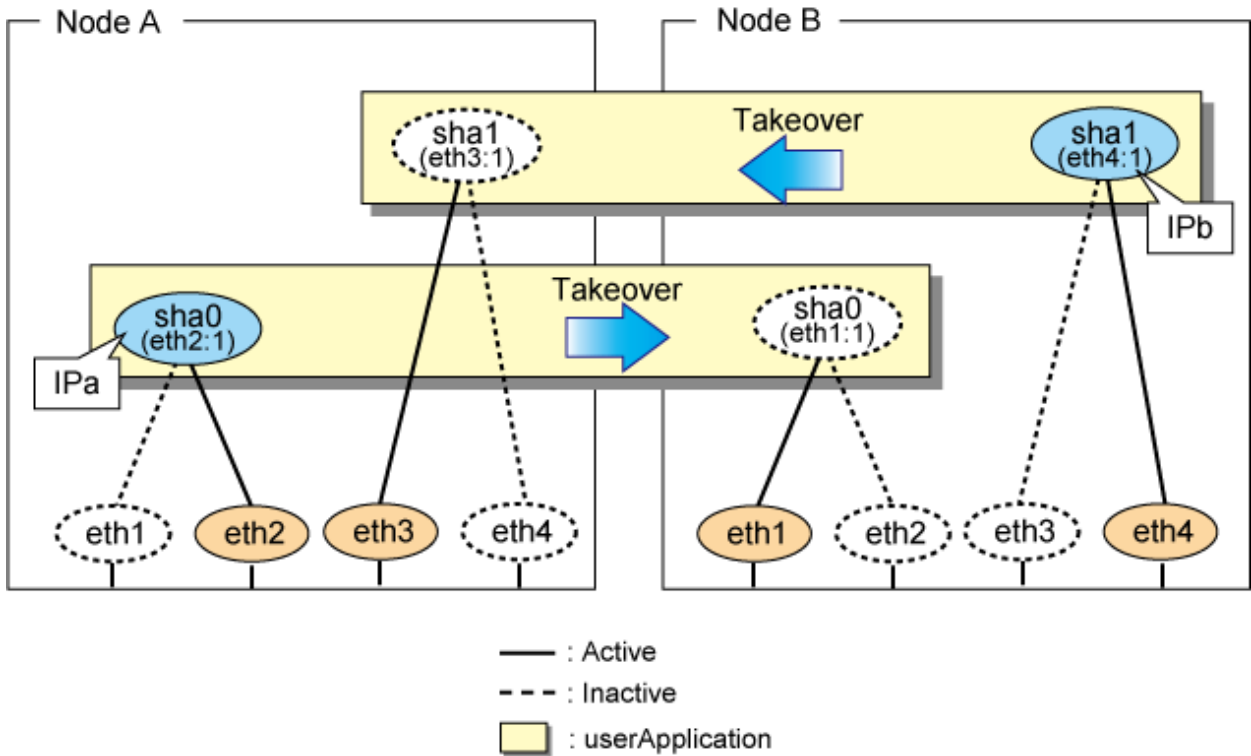 Node A
Node B
sha1
(eth3:1)
Takeover
sha1
(eth4:1)
IPb
sha0
(eth2:1)
IPa
Takeover
sha0
(eth1:1)
eth1
eth2
eth3
eth4
eth1
eth2
eth3
eth4
: Active
: Inactive
: userApplication